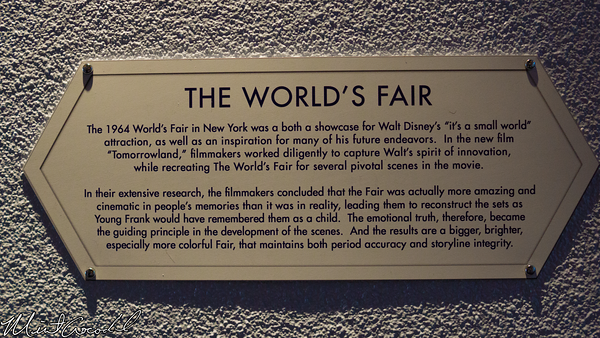 THE WORLD'S FAIR
The 1964 World's Fair in New York was a both a showcase for Walt Disney's "it's a small world"
attraction, as well as an inspiration for many of his future endeavors. In the new film
"Tomorrowland," filmmakers worked diligently to capture Walt's spirit of innovation,
while recreating The World's Fair for several pivotal scenes in the movie.
In their extensive research, the filmmakers concluded that the Fair was actually more amazing and
cinematic in people's memories than it was in reality, leading them to reconstruct the sets as
Young Frank would have remembered them as a child. The emotional truth, therefore, became
the guiding principle in the development of the scenes. And the results are a bigger, brighter,
especially more colorful Fair, that maintains both period accuracy and storyline integrity.